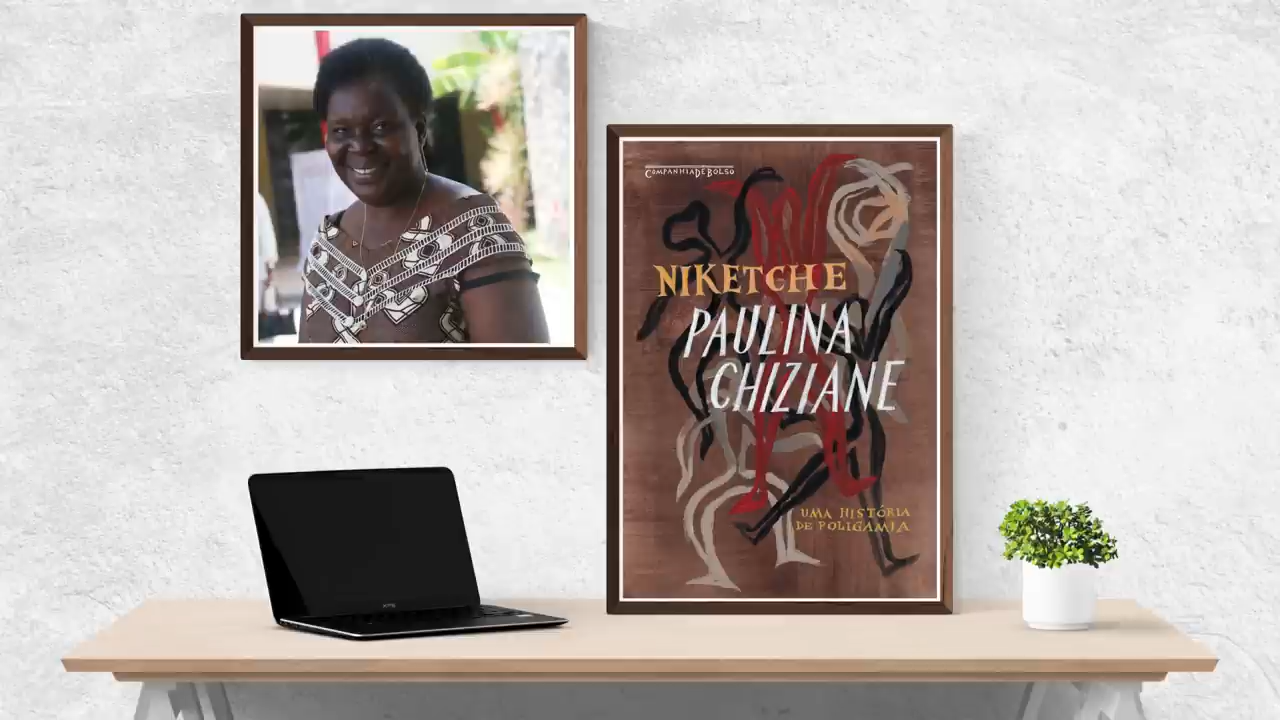 COMPANHIA DE BOLSO
NIKETCHE
PAULINA
CHIZIANE
UMA HISTÓRIA
DE POLIGAMIA